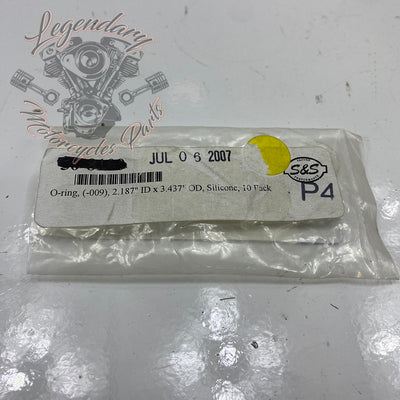 Legendary
Motorcycles Parts
JUL 0 6 2007
S&S
O-ring, (-009), 2.187" ID x 3.437" OD, Silicone, 10 Pack
P4